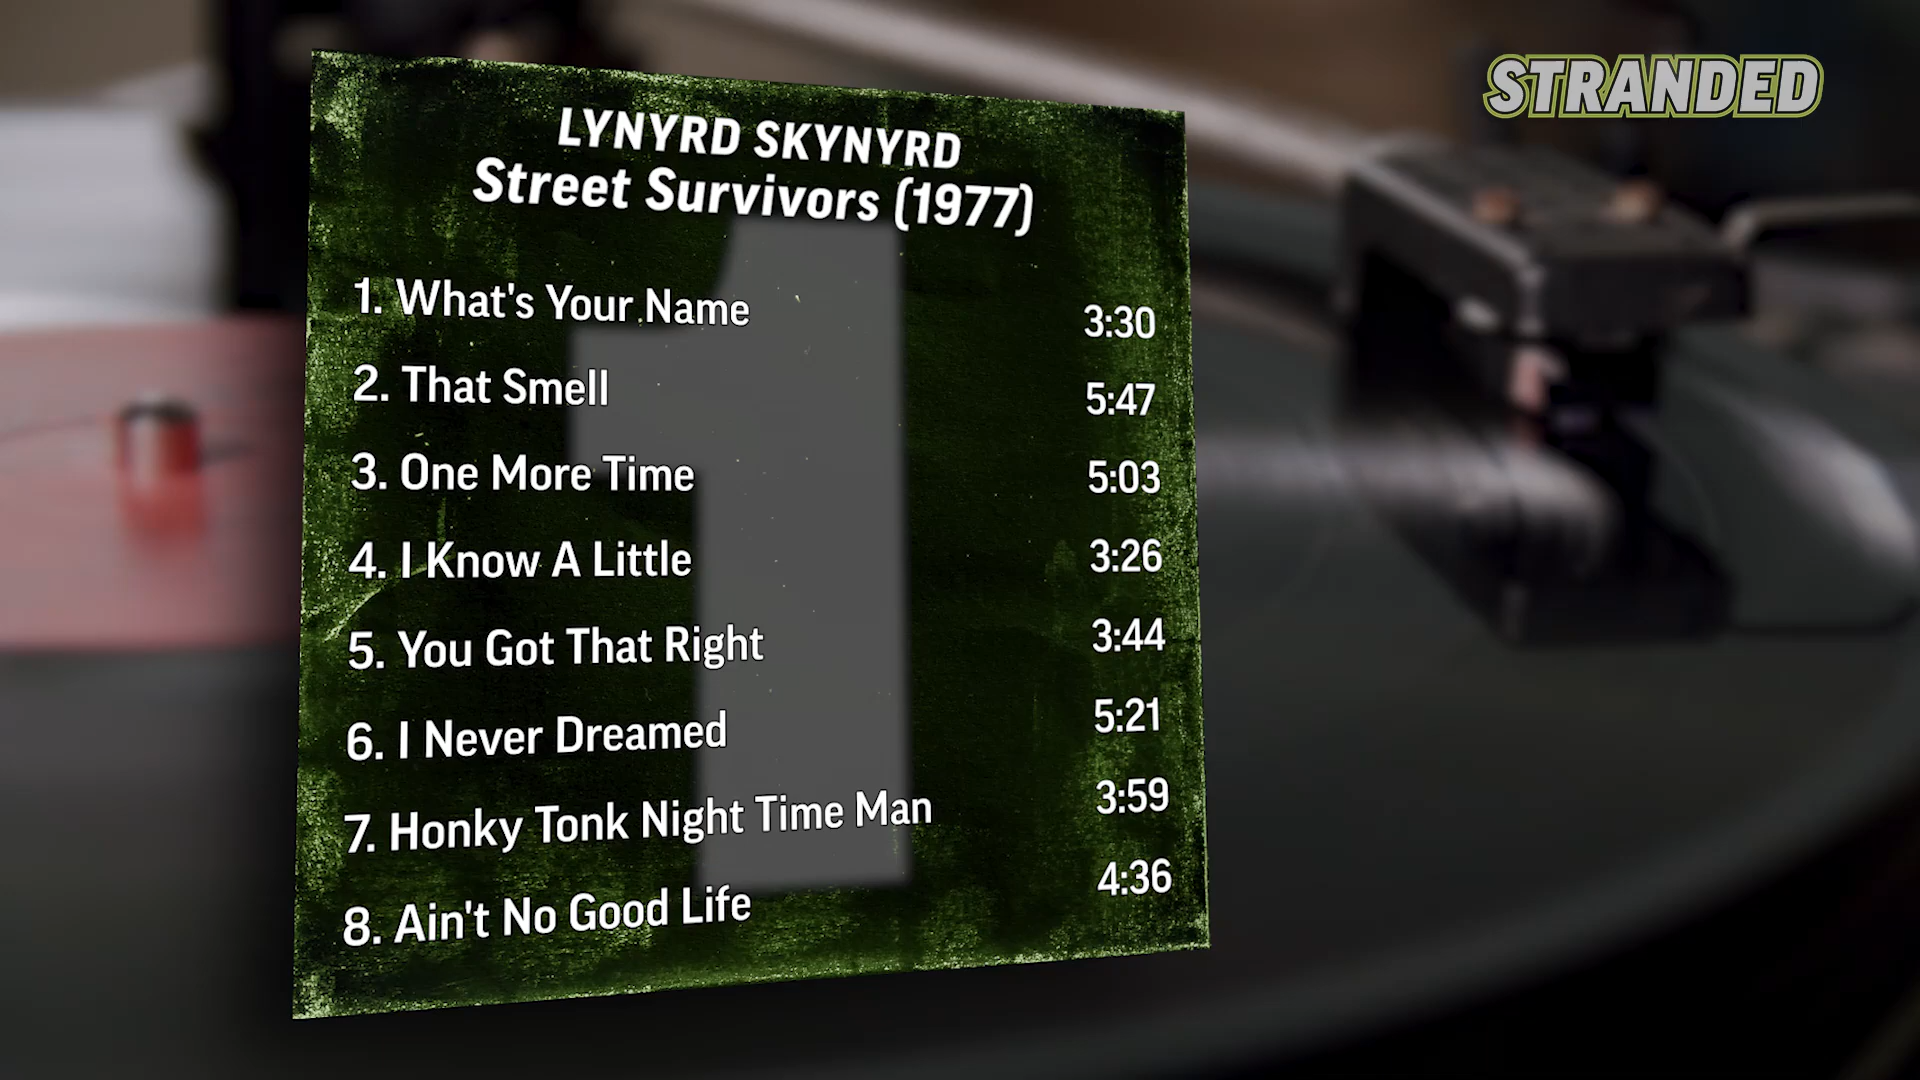 STRANDED
LYNYRD SKYNYRD
Street Survivors (1977)
1. What's Your Name 3:30
2. That Smell 5:47
3. One More Time 5:03
4. I Know A Little 3:26
5. You Got That Right 3:44
6. I Never Dreamed 5:21
7. Honky Tonk Night Time Man 3:59
8. Ain't No Good Life 4:36
1